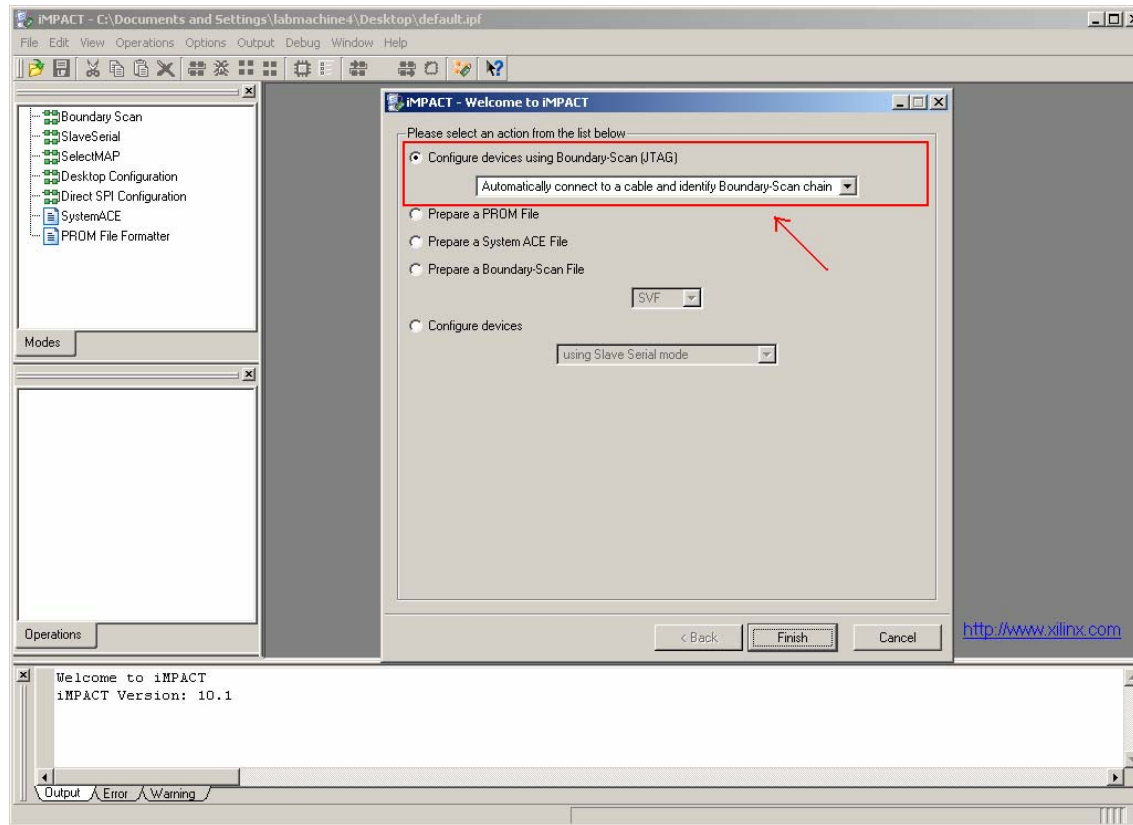 iMPACT - C:\Documents and Settings\labmachine4\Desktop\default.ipf
File Edit View Operations Options Output Debug Window Help
Boundary Scan
SlaveSerial
SelectMAP
Desktop Configuration
Direct SPI Configuration
SystemACE
PROM File Formatter
Modes
Operations
iMPACT - Welcome to iMPACT
Please select an action from the list below
Configure devices using Boundary-Scan (JTAG)
Automatically connect to a cable and identify Boundary-Scan chain
Prepare a PROM File
Prepare a System ACE File
Prepare a Boundary-Scan File
SVF
Configure devices
using Slave Serial mode
< Back Finish Cancel
http://www.xilinx.com
Welcome to iMPACT
iMPACT Version: 10.1
Output Error Warning